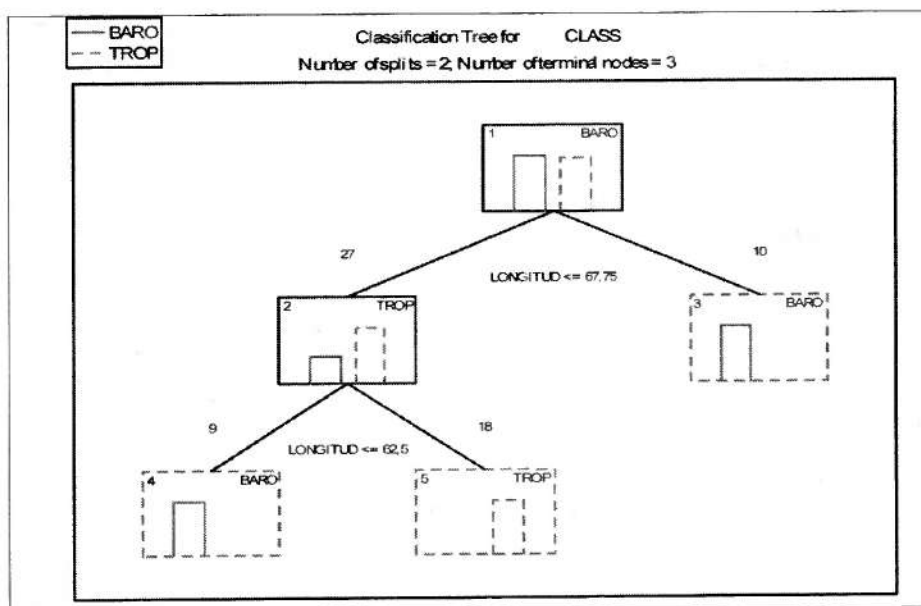 BARO
TROP
Classification Tree for CLASS
Number of splits = 2; Number of terminal nodes = 3
1 BARO
27
10
LONGITUD <= 67,75
2 TROP
3 BARO
9
18
LONGITUD <= 62,5
4 BARO
5 TROP